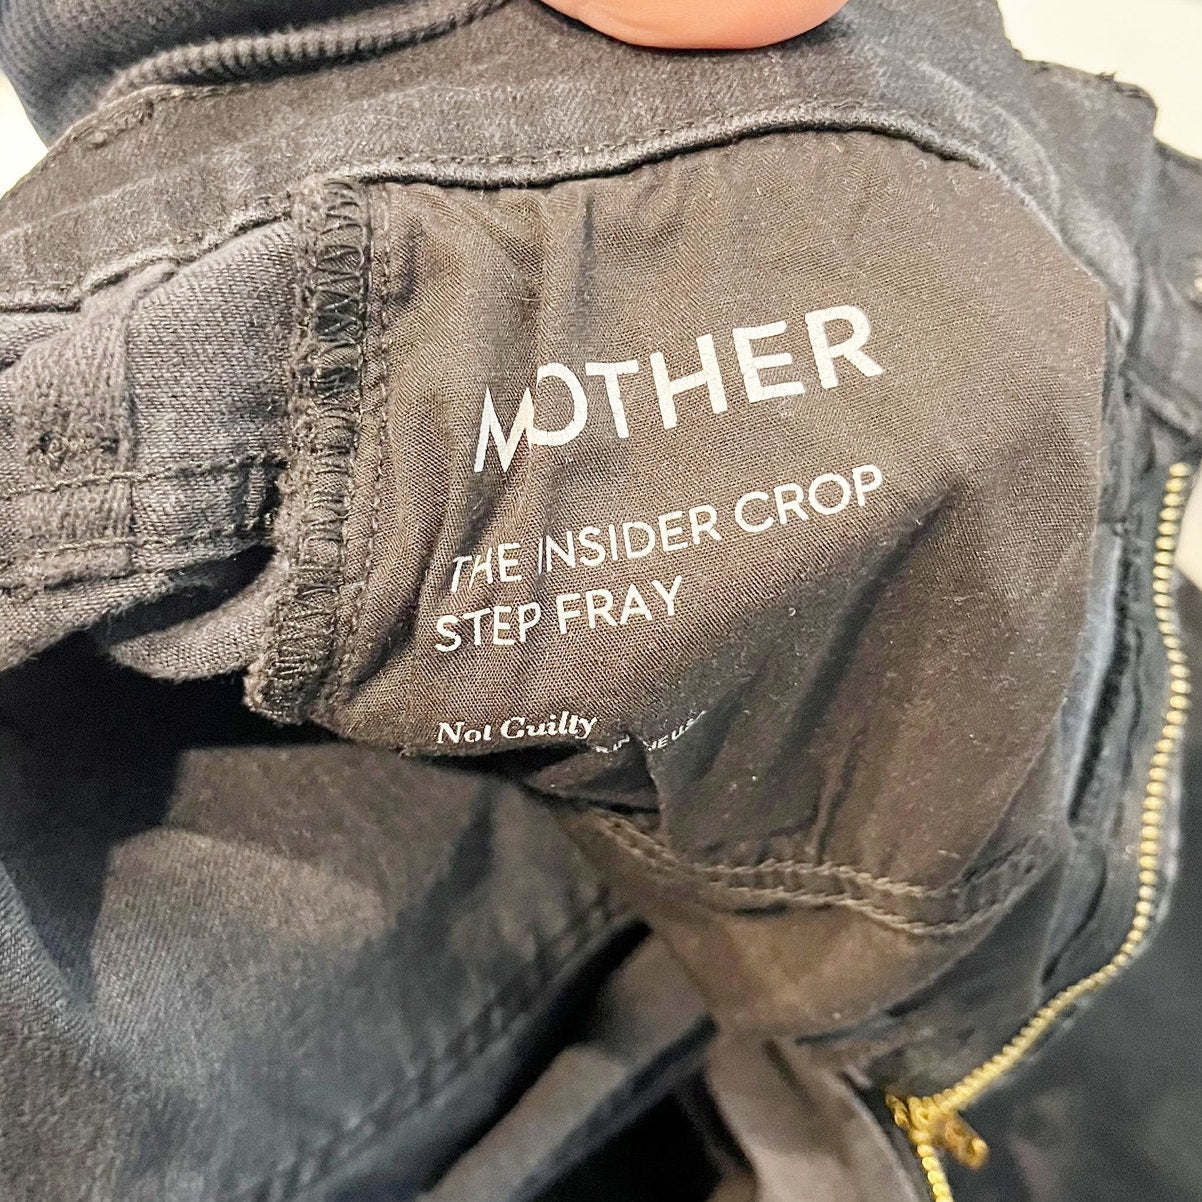 MOTHER
THE INSIDER CROP
STEP FRAY
Not Guilty